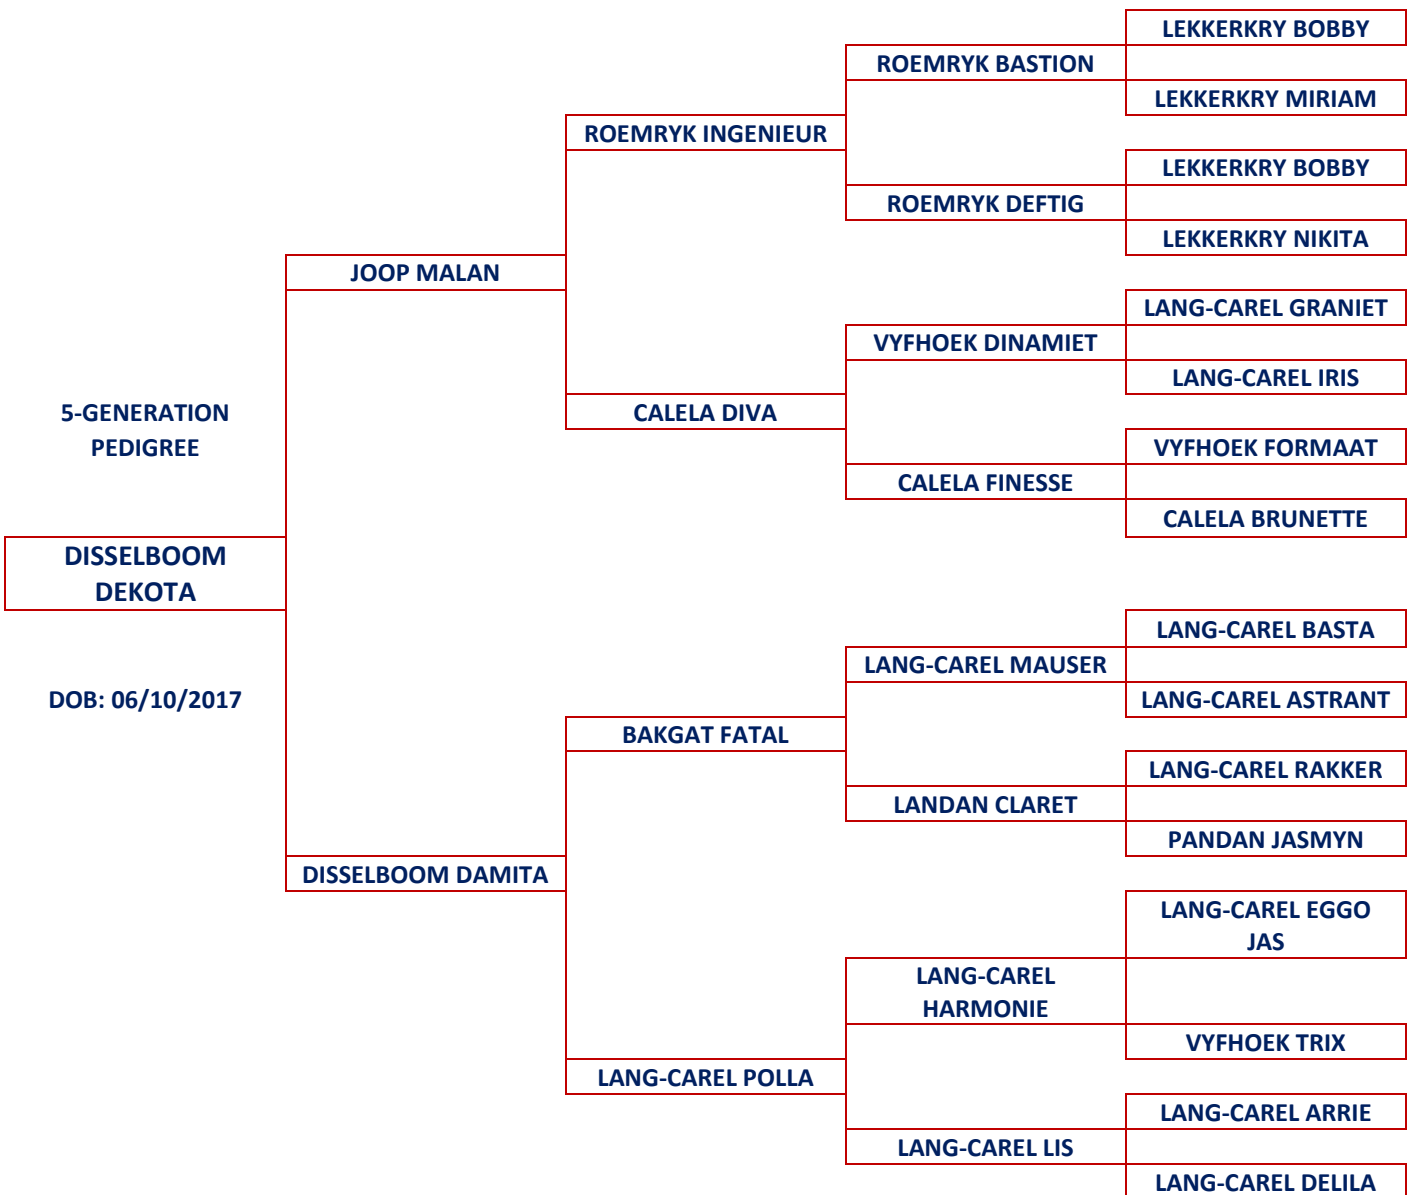 LEKKERKRY BOBBY
ROEMRYK BASTION
LEKKERKRY MIRIAM
ROEMRYK INGENIEUR
LEKKERKRY BOBBY
ROEMRYK DEFTIG
LEKKERKRY NIKITA
JOOP MALAN
LANG-CAREL GRANIET
VYFHOEK DINAMIET
LANG-CAREL IRIS
5-GENERATION
CALELA DIVA
PEDIGREE
VYFHOEK FORMAAT
CALELA FINESSE
CALELA BRUNETTE
DISSELBOOM
DEKOTA
LANG-CAREL BASTA
LANG-CAREL MAUSER
DOB: 06/10/2017
LANG-CAREL ASTRANT
BAKGAT FATAL
LANG-CAREL RAKKER
LANDAN CLARET
PANDAN JASMYN
DISSELBOOM DAMITA
LANG-CAREL EGGO
JAS
LANG-CAREL
HARMONIE
VYFHOEK TRIX
LANG-CAREL POLLA
LANG-CAREL ARRIE
LANG-CAREL LIS
LANG-CAREL DELILA